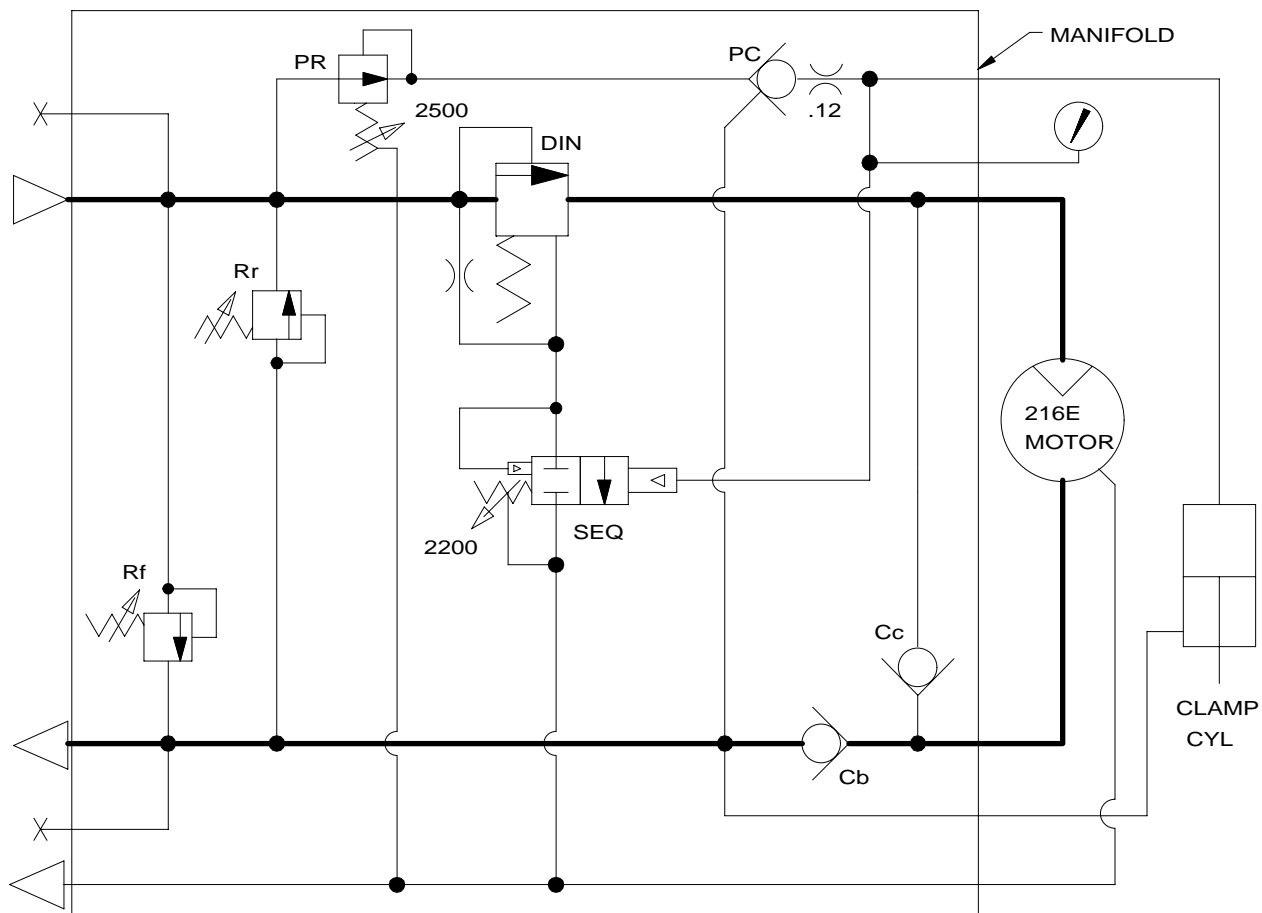 MANIFOLD
PR
PC
2500
.12
DIN
Rr
216E
MOTOR
SEQ
2200
Rf
Cc
CLAMP
CYL
Cb